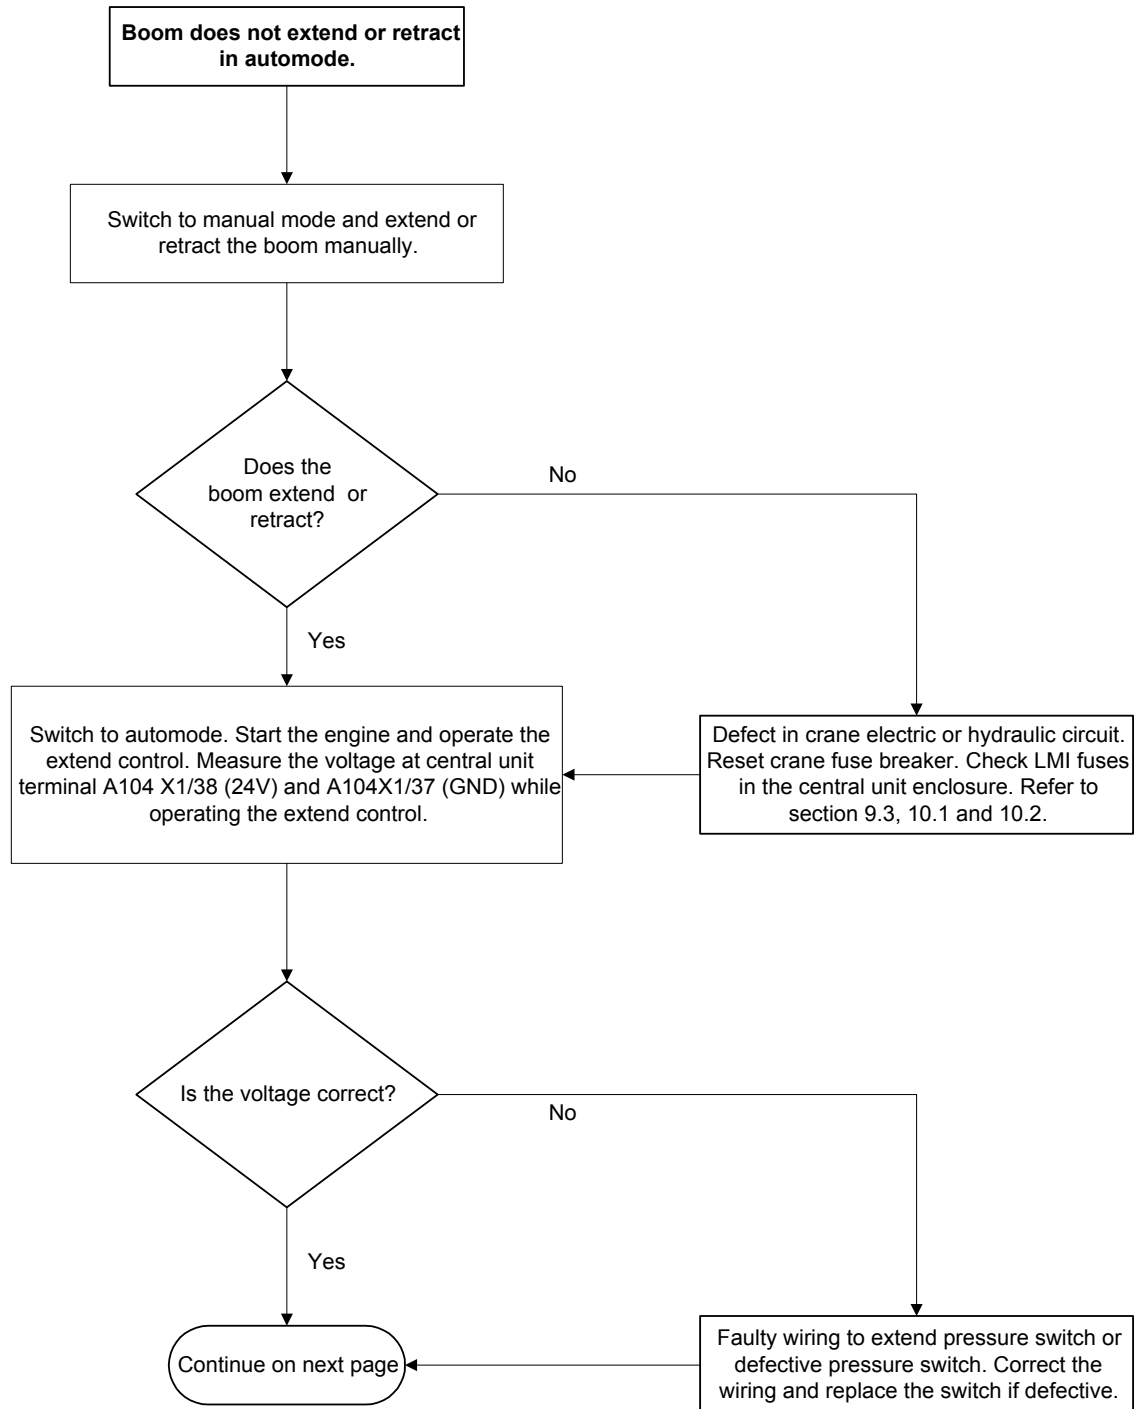 Boom does not extend or retract
in automode.
Switch to manual mode and extend or
retract the boom manually.
Does the
boom extend or
retract?
No
Yes
Switch to automode. Start the engine and operate the
extend control. Measure the voltage at central unit
terminal A104 X1/38 (24V) and A104X1/37 (GND) while
operating the extend control.
Defect in crane electric or hydraulic circuit.
Reset crane fuse breaker. Check LMI fuses
in the central unit enclosure. Refer to
section 9.3, 10.1 and 10.2.
Is the voltage correct?
No
Yes
Continue on next page
Faulty wiring to extend pressure switch or
defective pressure switch. Correct the
wiring and replace the switch if defective.